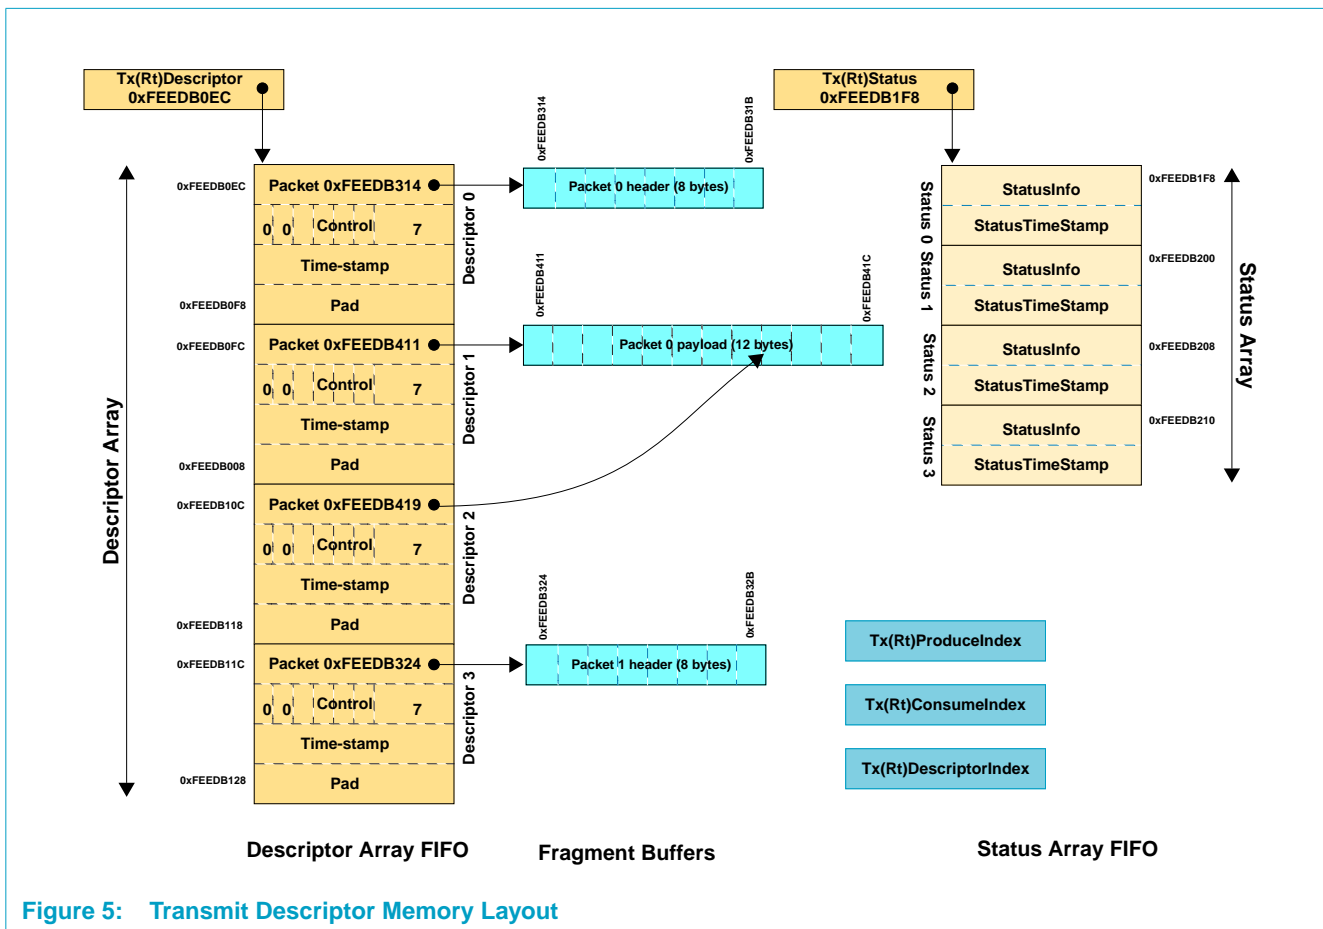 Tx(Rt)Descriptor
0xFEEDB0EC
Tx(Rt)Status
0xFEEDB1F8
0xFEEDB314
0xFEEDB31B
0xFEEDB0EC
Packet 0xFEEDB314
0 0 Control 7
Time-stamp
0xFEEDB0F8
Pad
Descriptor 0
Packet 0 header (8 bytes)
0xFEEDB411
0xFEEDB41C
0xFEEDB0FC
Packet 0xFEEDB411
0 0 Control 7
Time-stamp
0xFEEDB008
Pad
Descriptor 1
Packet 0 payload (12 bytes)
0xFEEDB10C
Packet 0xFEEDB419
0 0 Control 7
Time-stamp
0xFEEDB118
Pad
Descriptor 2
0xFEEDB324
0xFEEDB32B
0xFEEDB11C
Packet 0xFEEDB324
0 0 Control 7
Time-stamp
0xFEEDB128
Pad
Descriptor 3
Packet 1 header (8 bytes)
Descriptor Array
Status 0
StatusInfo
StatusTimeStamp
0xFEEDB1F8
Status 1
StatusInfo
StatusTimeStamp
0xFEEDB200
Status 2
StatusInfo
StatusTimeStamp
0xFEEDB208
Status 3
StatusInfo
StatusTimeStamp
0xFEEDB210
Status Array
Tx(Rt)ProduceIndex
Tx(Rt)ConsumeIndex
Tx(Rt)DescriptorIndex
Descriptor Array FIFO
Fragment Buffers
Status Array FIFO
Figure 5: Transmit Descriptor Memory Layout